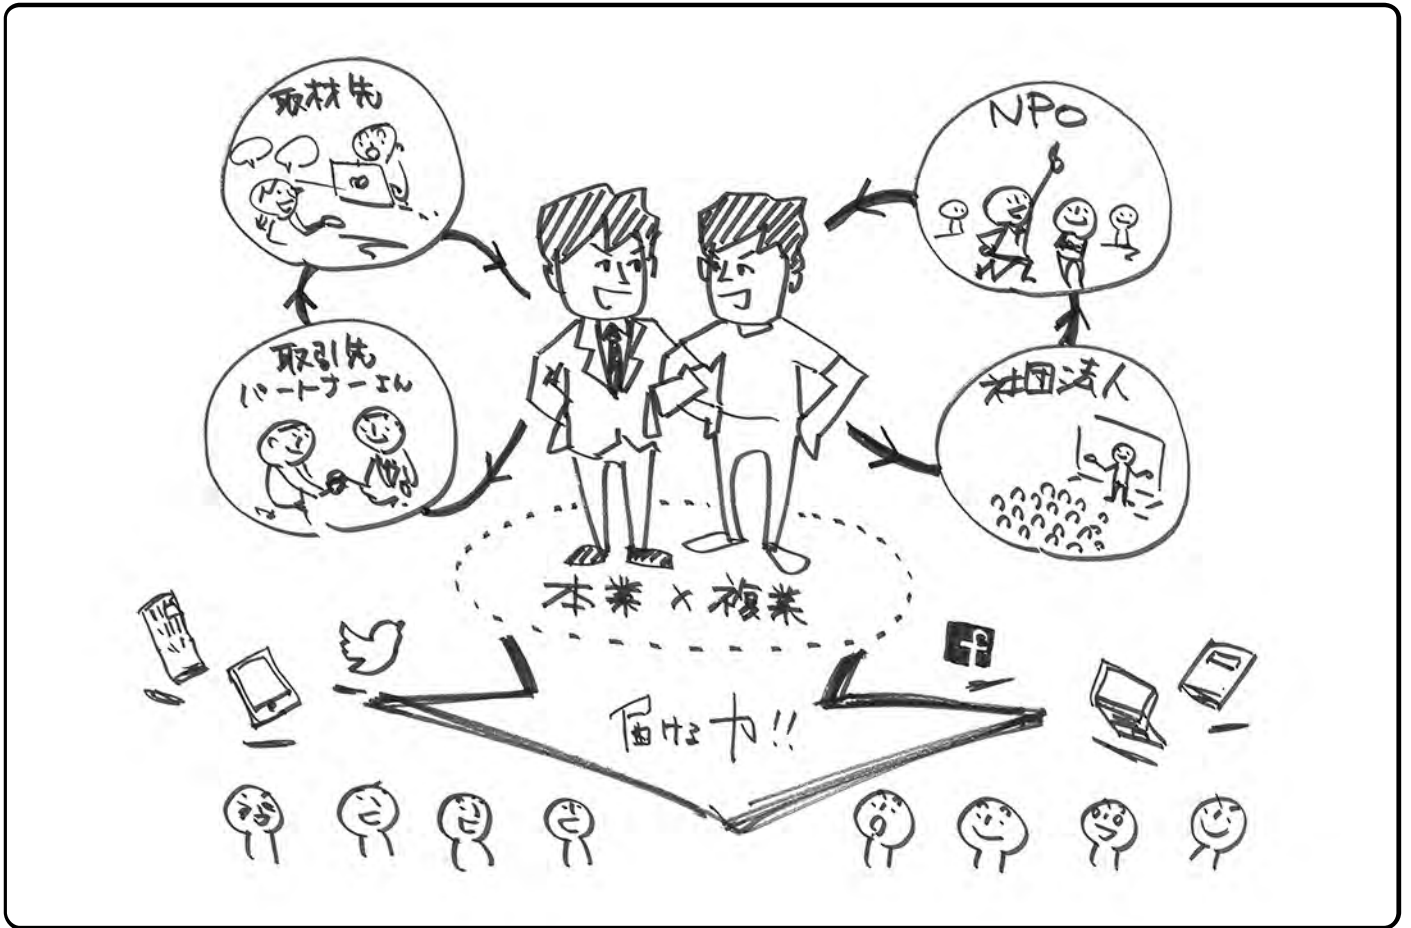 取材先
NPO
取引先
パートナーさん
社団法人
本業×複業
届ける力!!